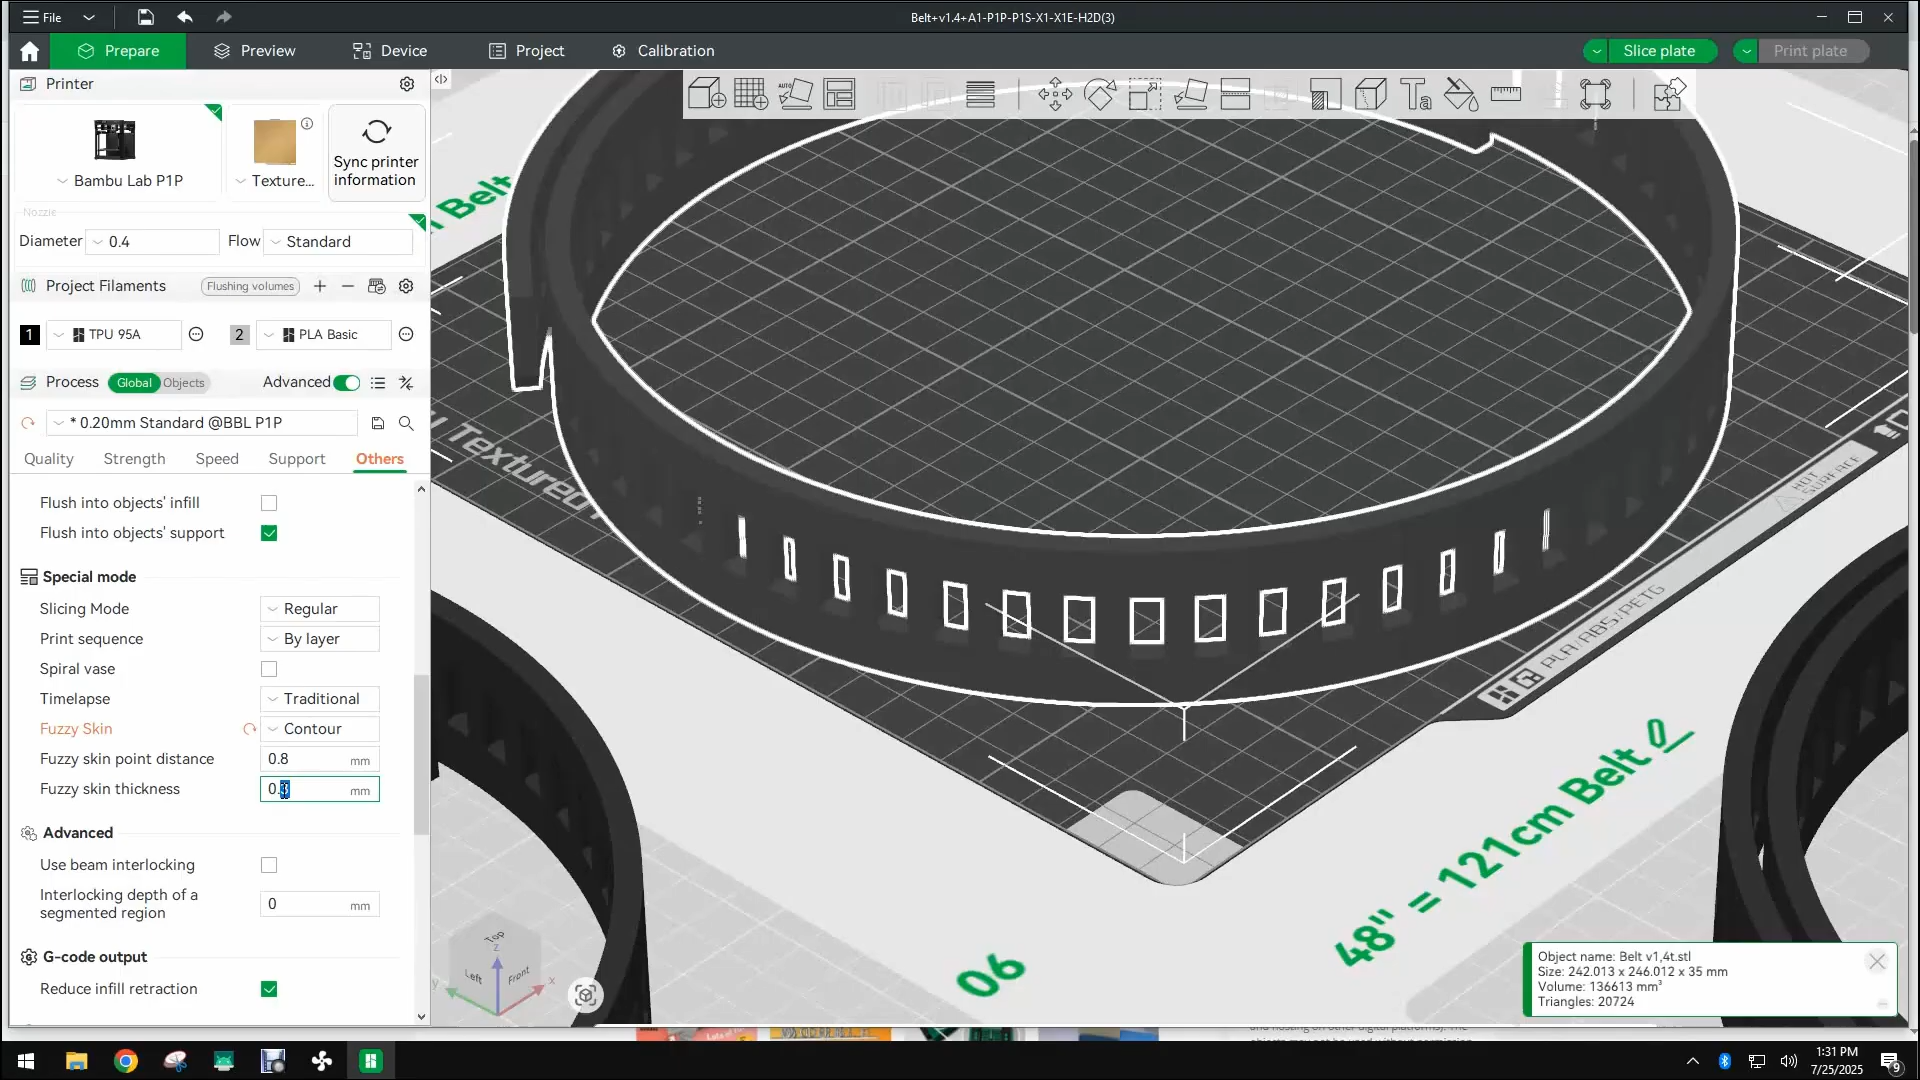 File
Belt+v1.4+A1-P1P-P1S-X1-X1E-H2D(3)
Prepare
Preview
Device
Project
Calibration
Slice plate
Print plate
Printer
Bambu Lab P1P
Texture...
Sync printer
information
Nozzle
Diameter
0.4
Flow
Standard
Project Filaments
Flushing volumes
1
TPU 95A
2
PLA Basic
Process
Global
Objects
Advanced
* 0.20mm Standard @BBL P1P
Quality
Strength
Speed
Support
Others
Flush into objects' infill
Flush into objects' support
Special mode
Slicing Mode
Regular
Print sequence
By layer
Spiral vase
Timelapse
Traditional
Fuzzy Skin
Contour
Fuzzy skin point distance
0.8
mm
Fuzzy skin thickness
mm
Advanced
Use beam interlocking
Interlocking depth of a
segmented region
0
mm
G-code output
Reduce infill retraction
AUTO
Belt
Textured
HOT
SURFACE
PLA/ABS/PETG
48" = 121cm Belt
06
Top
Left
Front
z
y
x
Object name: Belt v1,4t.stl
Size: 242.013 x 246.012 x 35 mm
Volume: 136613 mm³
Triangles: 20724
1:31 PM
7/25/2025
9